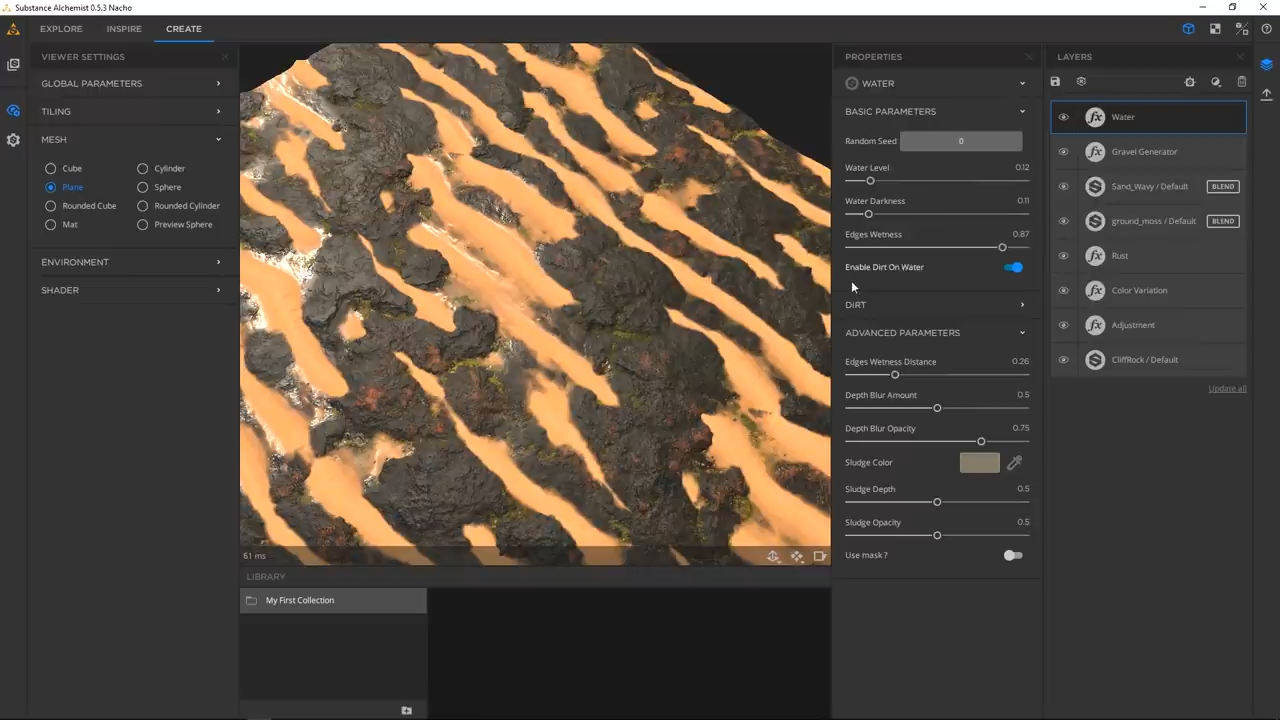 Substance Alchemist 0.5.3 Nacho
EXPLORE INSPIRE CREATE
VIEWER SETTINGS
GLOBAL PARAMETERS
TILING
MESH
Cube Cylinder
Plane Sphere
Rounded Cube Rounded Cylinder
Mat Preview Sphere
ENVIRONMENT
SHADER
61 ms
LIBRARY
My First Collection
PROPERTIES
WATER
BASIC PARAMETERS
Random Seed 0
Water Level 0.12
Water Darkness 0.11
Edges Wetness 0.87
Enable Dirt On Water
DIRT
ADVANCED PARAMETERS
Edges Wetness Distance 0.26
Depth Blur Amount 0.5
Depth Blur Opacity 0.75
Sludge Color
Sludge Depth 0.5
Sludge Opacity 0.5
Use mask ?
LAYERS
Water
Gravel Generator
Sand_Wavy / Default BLEND
ground_moss / Default BLEND
Rust
Color Variation
Adjustment
CliffRock / Default
Update all